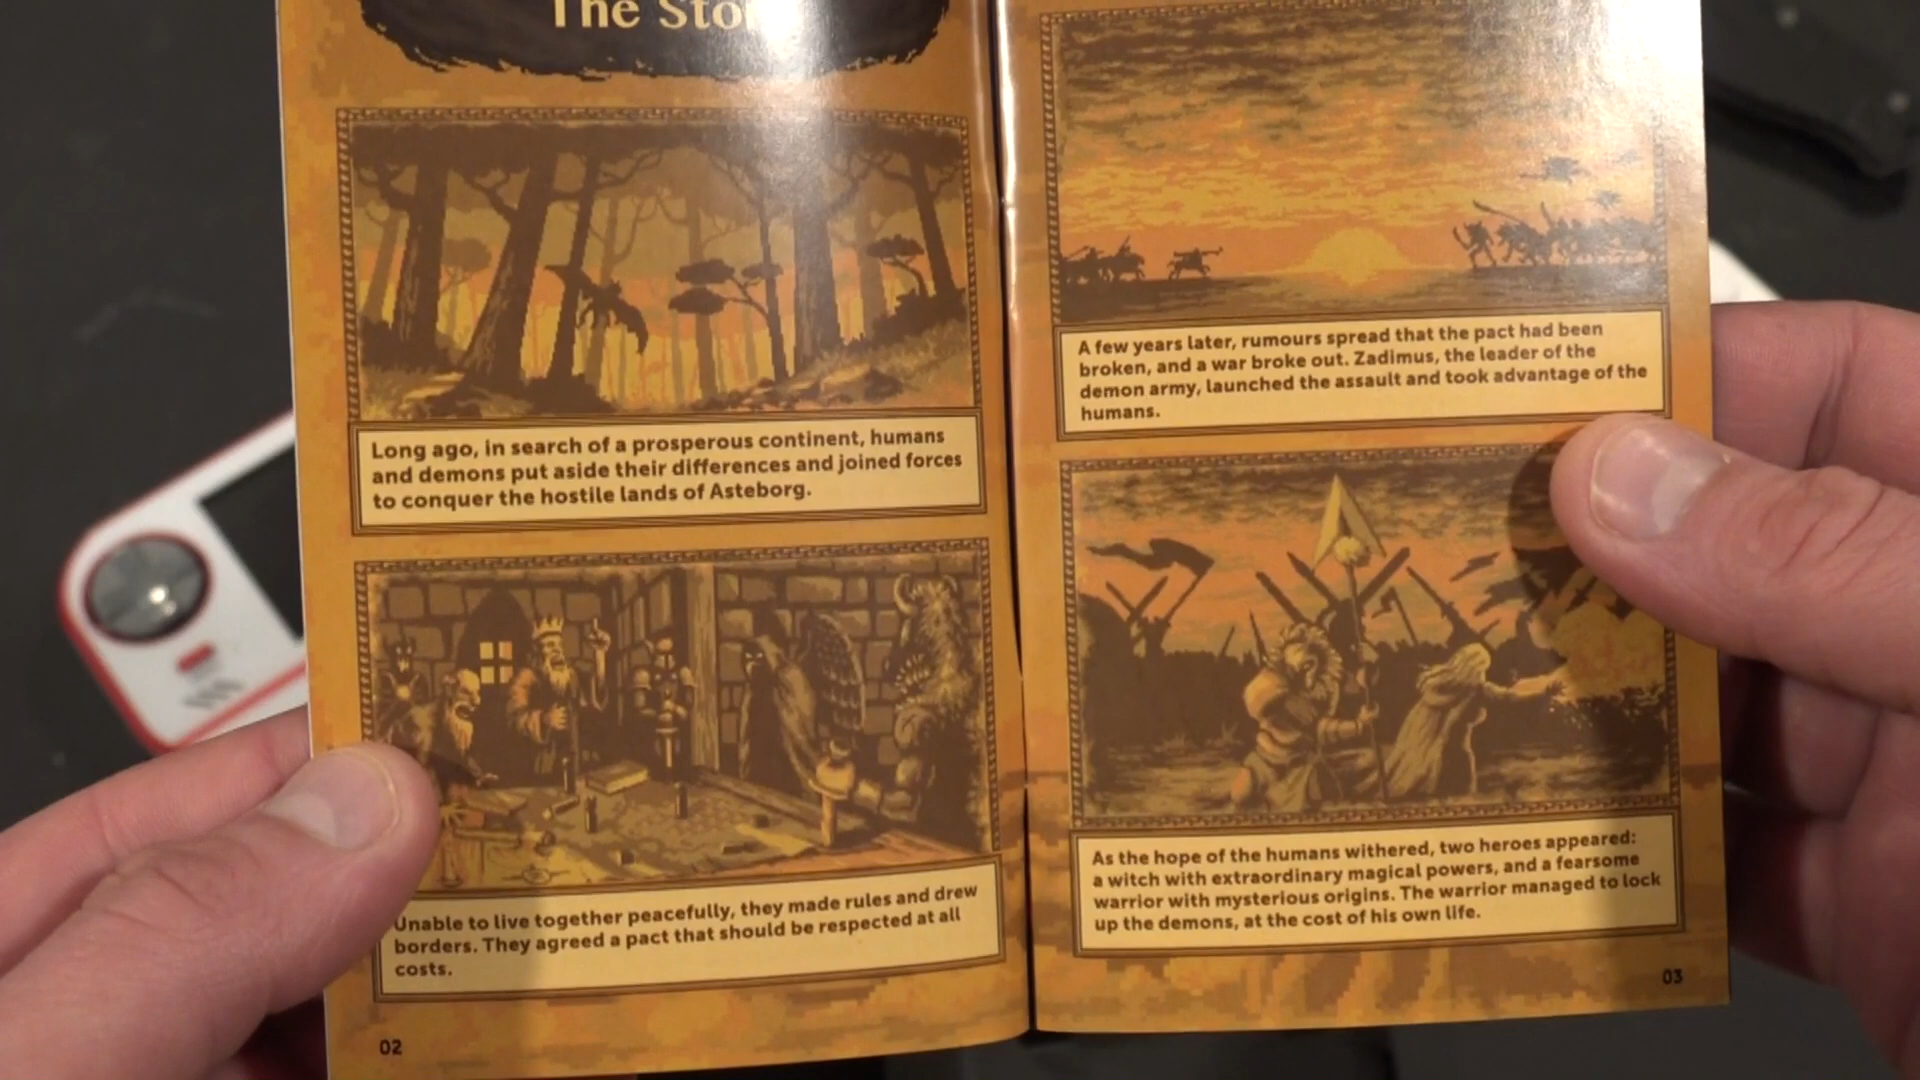 The Sto
Long ago, in search of a prosperous continent, humans
and demons put aside their differences and joined forces
to conquer the hostile lands of Asteborg.
Unable to live together peacefully, they made rules and drew
borders. They agreed a pact that should be respected at all
costs.
02
A few years later, rumours spread that the pact had been
broken, and a war broke out. Zadimus, the leader of the
demon army, launched the assault and took advantage of the
humans.
As the hope of the humans withered, two heroes appeared:
a witch with extraordinary magical powers, and a fearsome
warrior with mysterious origins. The warrior managed to lock
up the demons, at the cost of his own life.
03